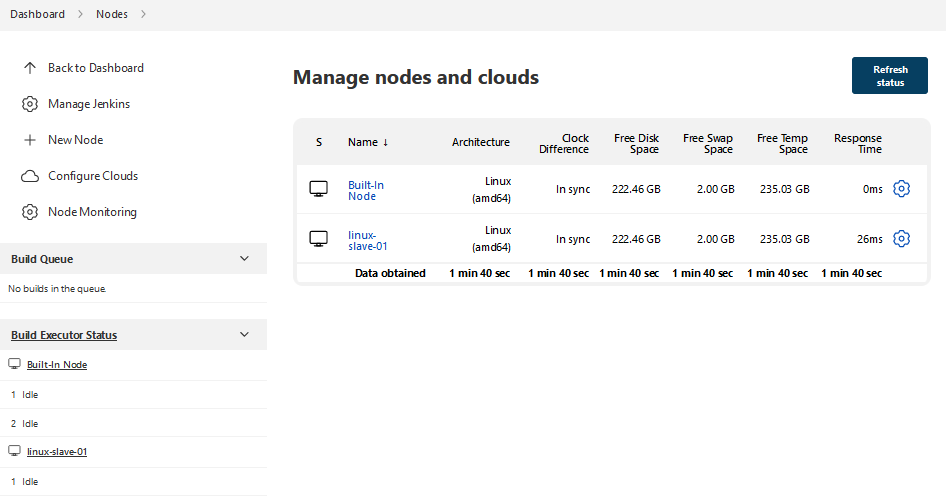 Dashboard > Nodes >
Back to Dashboard
Manage Jenkins
New Node
Configure Clouds
Node Monitoring
Build Queue
No builds in the queue.
Build Executor Status
Built-In Node
1 Idle
2 Idle
linux-slave-01
1 Idle
Manage nodes and clouds
Refresh
status
S Name ↓ Architecture Clock Difference Free Disk Space Free Swap Space Free Temp Space Response Time
Built-In Node Linux (amd64) In sync 222.46 GB 2.00 GB 235.03 GB 0ms
linux-slave-01 Linux (amd64) In sync 222.46 GB 2.00 GB 235.03 GB 26ms
Data obtained 1 min 40 sec 1 min 40 sec 1 min 40 sec 1 min 40 sec 1 min 40 sec 1 min 40 sec